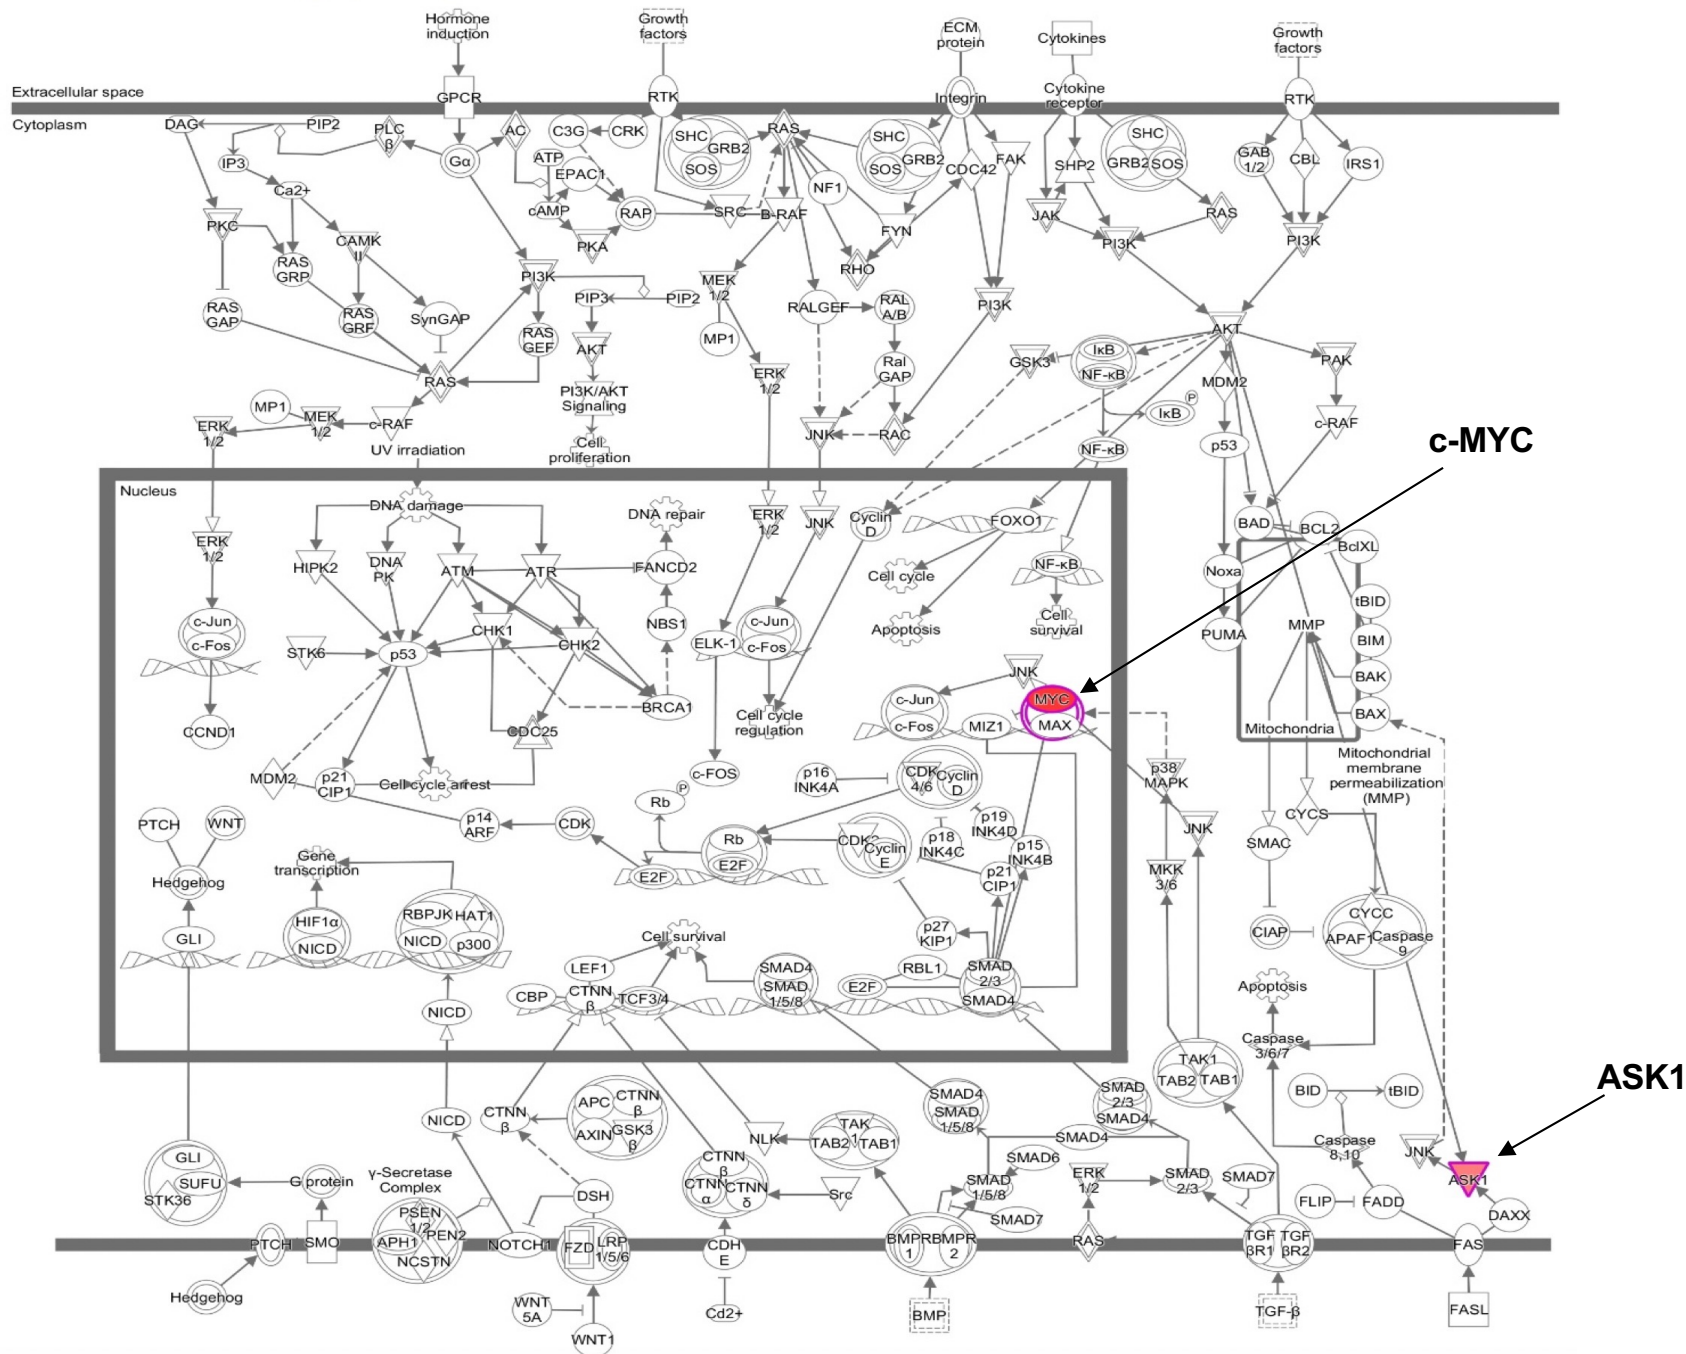 Hormone
induction
Growth
factors
ECM
protein
Cytokines
Growth
factors
Extracellular space
GPCR
RTK
Integrin
Cytokine
receptor
RTK
Cytoplasm
DAG
PIP2
PLC
β
AC
C3G
CRK
SHC
GRB2
SOS
RAS
SHC
GRB2
SOS
CDC42
FAK
SHP2
SHC
GRB2
SOS
GAB
1/2
CBL
IRS1
IP3
Gα
ATP
EPAC1
cAMP
RAP
NF1
Ca2+
PKC
CAMK
II
PKA
SRC
B-RAF
FYN
JAK
RAS
PI3K
PI3K
RAS
GRP
PI3K
RHO
MEK
1/2
RAS
GAP
RAS
GRF
SynGAP
RAS
GEF
PIP3
PIP2
MP1
RALGEF
RAL
A/B
PI3K
AKT
AKT
IκB
NF-κB
GSK3
MDM2
PAK
RAS
ERK
1/2
Ral
GAP
PI3K/AKT
Signaling
MP1
MEK
1/2
c-RAF
ERK
1/2
IκB
P
c-RAF
UV irradiation
Cell
proliferation
JNK
RAC
NF-κB
p53
c-MYC
Nucleus
DNA damage
DNA repair
ERK
1/2
JNK
Cyclin
D
FOXO1
BAD
BCL2
BclXL
ERK
1/2
HIPK2
DNA
PK
ATM
ATR
FANCD2
Cell cycle
NF-κB
Noxa
tBID
c-Jun
c-Fos
CHK1
CHK2
NBS1
ELK-1
c-Jun
c-Fos
Apoptosis
Cell
survival
PUMA
MMP
BIM
STK6
p53
BAK
JNK
MYC
MAX
BRCA1
CCND1
CDC25
Cell cycle
regulation
c-Jun
c-Fos
MIZ1
BAX
Mitochondria
Mitochondrial
membrane
permeabilization
(MMP)
MDM2
p21
CIP1
Cell cycle arrest
c-FOS
p16
INK4A
CDK
4/6
Cyclin
D
p38
MAPK
Rb
P
PTCH
WNT
p14
ARF
CDK
Rb
E2F
Cyclin
E
p18
INK4C
p19
INK4D
p15
INK4B
JNK
SMAC
CYCS
Gene
transcription
E2F
p21
CIP1
MKK
3/6
Hedgehog
HIF1α
NICD
RBPJK
HAT1
NICD
p300
p27
KIP1
CIAP
CYCC
APAF1
Caspase
9
GLI
Cell survival
LEF1
SMAD4
SMAD
1/5/8
RBL1
SMAD
2/3
SMAD4
E2F
Apoptosis
CBP
CTNN
β
TCF3/4
NICD
Caspase
3/6/7
TAK1
TAB2
TAB1
ASK1
NICD
CTNN
β
APC
CTNN
β
AXIN
GSK3
β
NLK
TAK
1
TAB2
TAB1
SMAD4
SMAD
1/5/8
SMAD
2/3
SMAD4
BID
tBID
SMAD4
Caspase
8,10
JNK
ASK1
GLI
SUFU
STK36
G protein
γ-Secretase
Complex
CTNN
β
CTNN
α
CTNN
δ
Src
SMAD6
SMAD
1/5/8
ERK
1/2
SMAD
2/3
SMAD7
FLIP
FADD
DAXX
PSEN
1/2
APH1
PEN2
NCSTN
DSH
SMAD7
PTCH
SMO
NOTCH1
FZD
LRP
1/5/6
CDH
E
BMPR
1
BMPR
2
RAS
TGF
βR1
TGF
βR2
FAS
Hedgehog
WNT
5A
WNT1
Cd2+
BMP
TGF-β
FASL